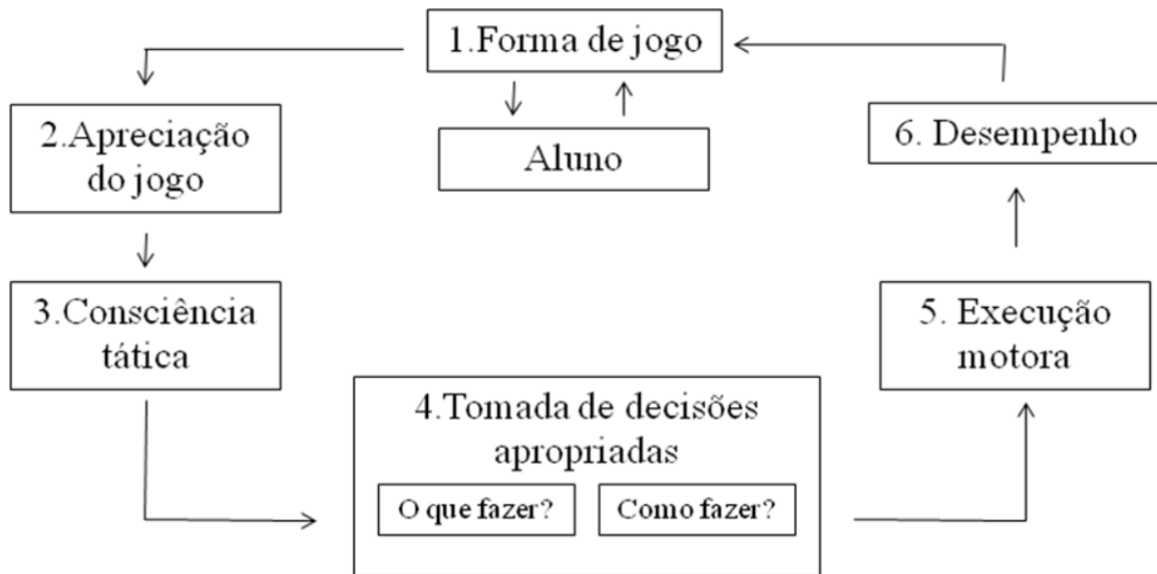 1.Forma de jogo
Aluno
2.Apreciação
do jogo
3.Consciência
tática
4.Tomada de decisões
apropriadas
O que fazer?
Como fazer?
5. Execução
motora
6. Desempenho